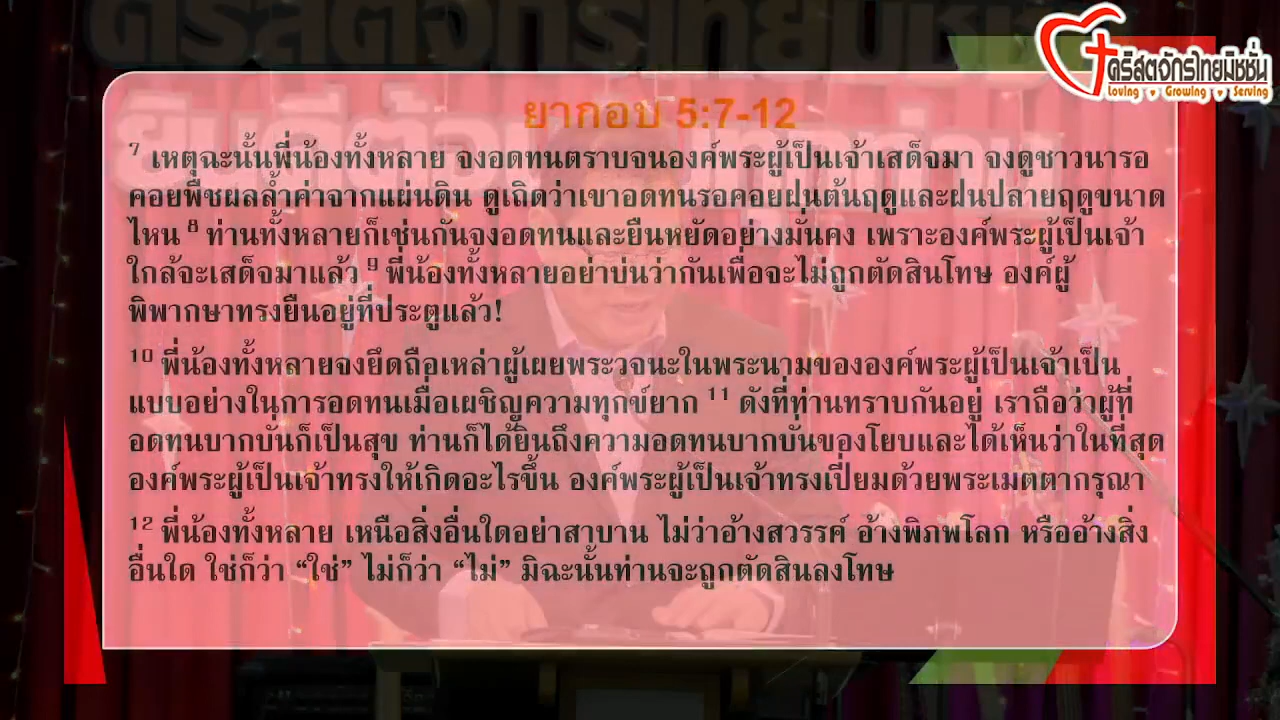 คริสตจักรไทยมิชชั่น
Loving Growing Serving
ยากอบ 5:7-12
7 เหตุฉะนั้นพี่น้องทั้งหลาย จงอดทนตราบจนองค์พระผู้เป็นเจ้าเสด็จมา จงดูชาวนารอ
คอยพืชผลล้ำค่าจากแผ่นดิน ดูเถิดว่าเขาอดทนรอคอยฝนต้นฤดูและฝนปลายฤดูขนาด
ไหน 8 ท่านทั้งหลายก็เช่นกันจงอดทนและยืนหยัดอย่างมั่นคง เพราะองค์พระผู้เป็นเจ้า
ใกล้จะเสด็จมาแล้ว 9 พี่น้องทั้งหลายอย่าบ่นว่ากันเพื่อจะไม่ถูกตัดสินโทษ องค์ผู้
พิพากษาทรงยืนอยู่ที่ประตูแล้ว!
10 พี่น้องทั้งหลายจงยึดถือเหล่าผู้เผยพระวจนะในพระนามขององค์พระผู้เป็นเจ้าเป็น
แบบอย่างในการอดทนเมื่อเผชิญความทุกข์ยาก 11 ดังที่ท่านทราบกันอยู่ เราถือว่าผู้ที่
อดทนบากบั่นก็เป็นสุข ท่านก็ได้ยินถึงความอดทนบากบั่นของโยบและได้เห็นว่าในที่สุด
องค์พระผู้เป็นเจ้าทรงให้เกิดอะไรขึ้น องค์พระผู้เป็นเจ้าทรงเปี่ยมด้วยพระเมตตากรุณา
12 พี่น้องทั้งหลาย เหนือสิ่งอื่นใดอย่าสาบาน ไม่ว่าอ้างสวรรค์ อ้างพิภพโลก หรืออ้างสิ่ง
อื่นใด ใช่ก็ว่า “ใช่” ไม่ก็ว่า “ไม่” มิฉะนั้นท่านจะถูกตัดสินลงโทษ